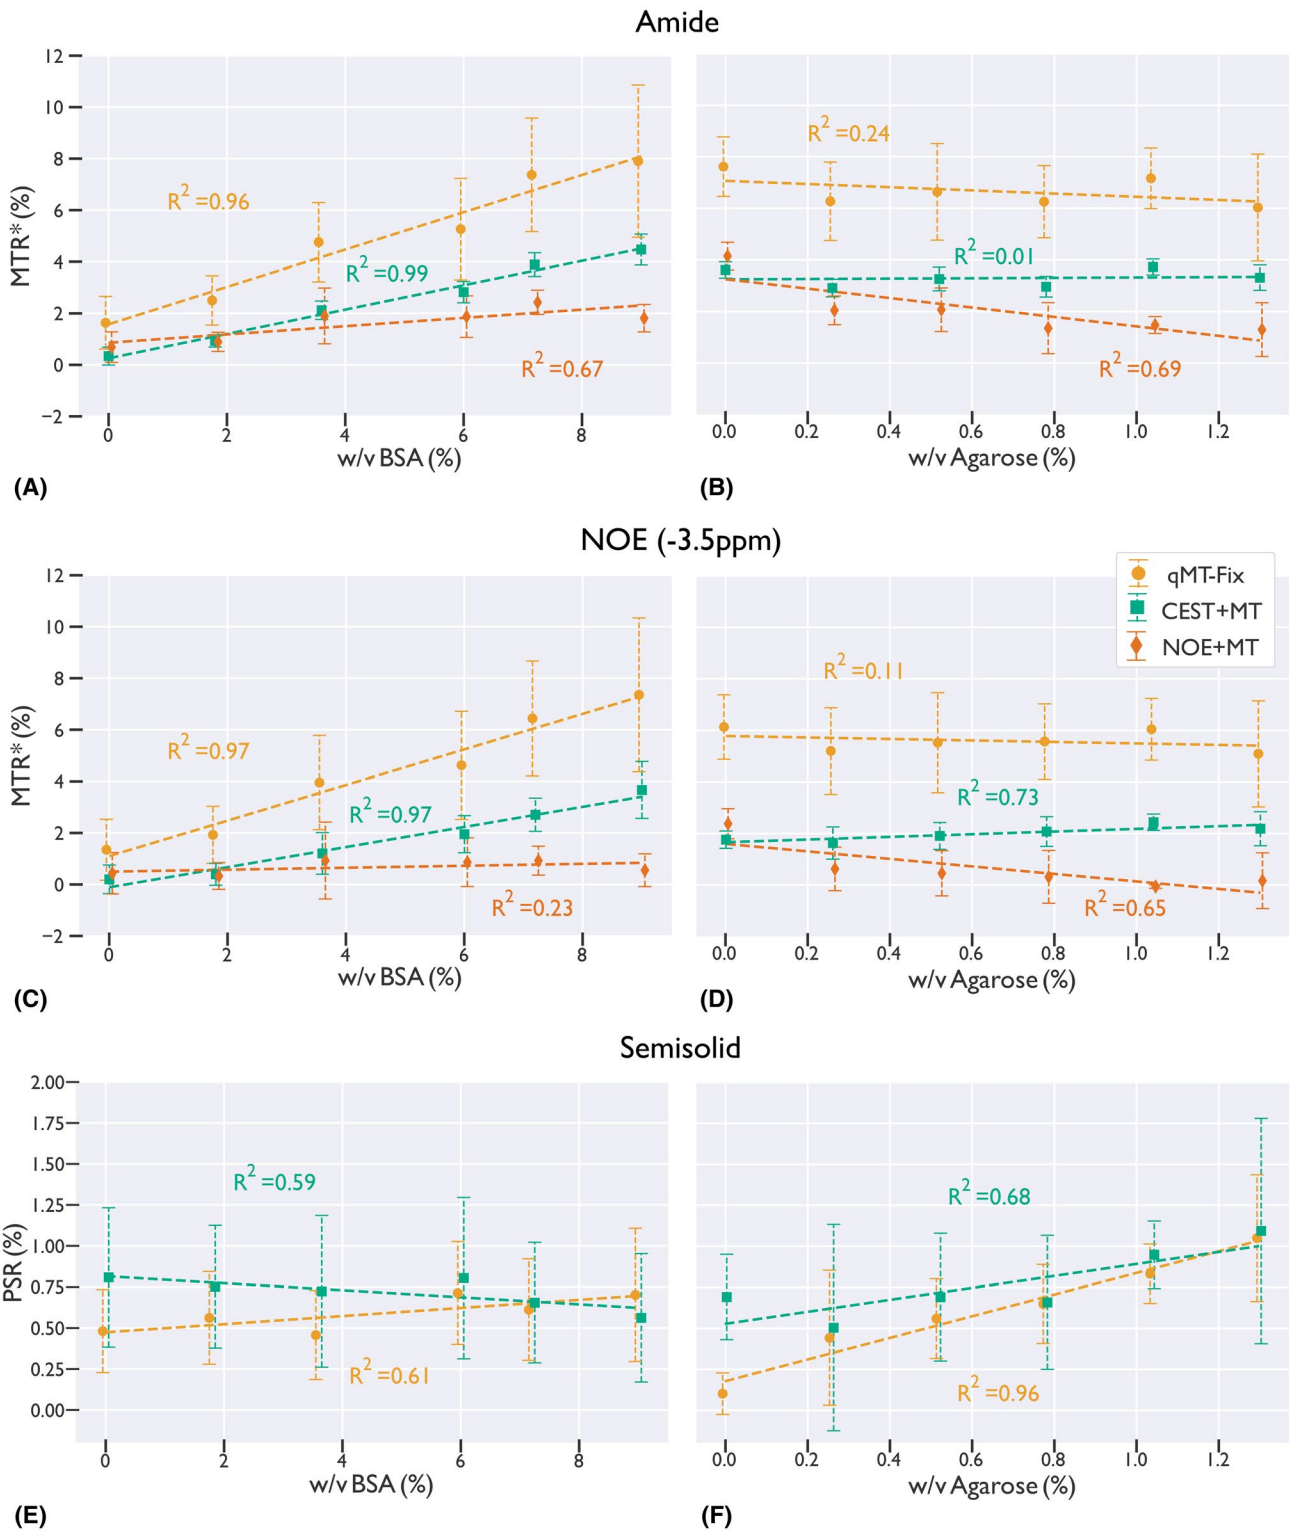 Amide
12
10
8
6
4
2
0
−2
MTR* (%)
R² =0.96
R² =0.99
R² =0.67
0 2 4 6 8
w/v BSA (%)
(A)
R² =0.24
R² =0.01
R² =0.69
0.0 0.2 0.4 0.6 0.8 1.0 1.2
w/v Agarose (%)
(B)
NOE (-3.5ppm)
12
10
8
6
4
2
0
−2
MTR* (%)
R² =0.97
R² =0.97
R² =0.23
0 2 4 6 8
w/v BSA (%)
(C)
qMT-Fix
CEST+MT
NOE+MT
R² =0.11
R² =0.73
R² =0.65
0.0 0.2 0.4 0.6 0.8 1.0 1.2
w/v Agarose (%)
(D)
Semisolid
2.00
1.75
1.50
1.25
1.00
0.75
0.50
0.25
0.00
PSR (%)
R² =0.59
R² =0.61
0 2 4 6 8
w/v BSA (%)
(E)
R² =0.68
R² =0.96
0.0 0.2 0.4 0.6 0.8 1.0 1.2
w/v Agarose (%)
(F)